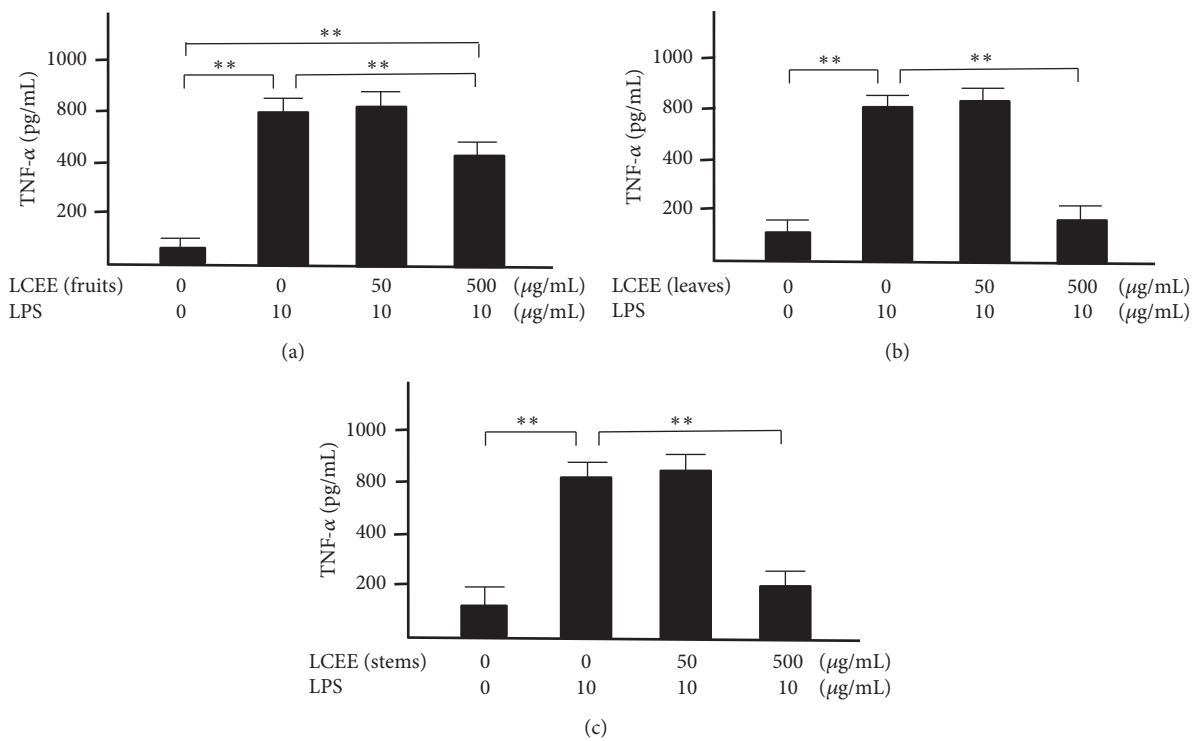 **
**
**
1000
800
400
200
TNF-α (pg/mL)
LCEE (fruits) 0 0 50 500 (μg/mL)
LPS 0 10 10 10 (μg/mL)
(a)
**
**
1000
800
400
200
TNF-α (pg/mL)
LCEE (leaves) 0 0 50 500 (μg/mL)
LPS 0 10 10 10 (μg/mL)
(b)
**
**
1000
800
400
200
TNF-α (pg/mL)
LCEE (stems) 0 0 50 500 (μg/mL)
LPS 0 10 10 10 (μg/mL)
(c)